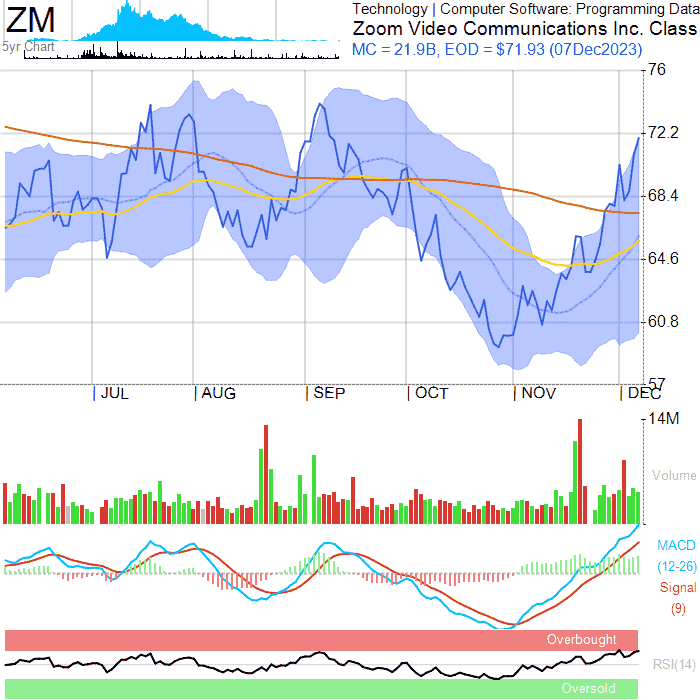 ZM
Technology | Computer Software: Programming Data
Zoom Video Communications Inc. Class
MC = 21.9B, EOD = $71.93 (07Dec2023)
5yr Chart
76
72.2
68.4
64.6
60.8
57
JUL
AUG
SEP
OCT
NOV
DEC
14M
Volume
MACD
(12-26)
Signal
(9)
Overbought
RSI(14)
Oversold